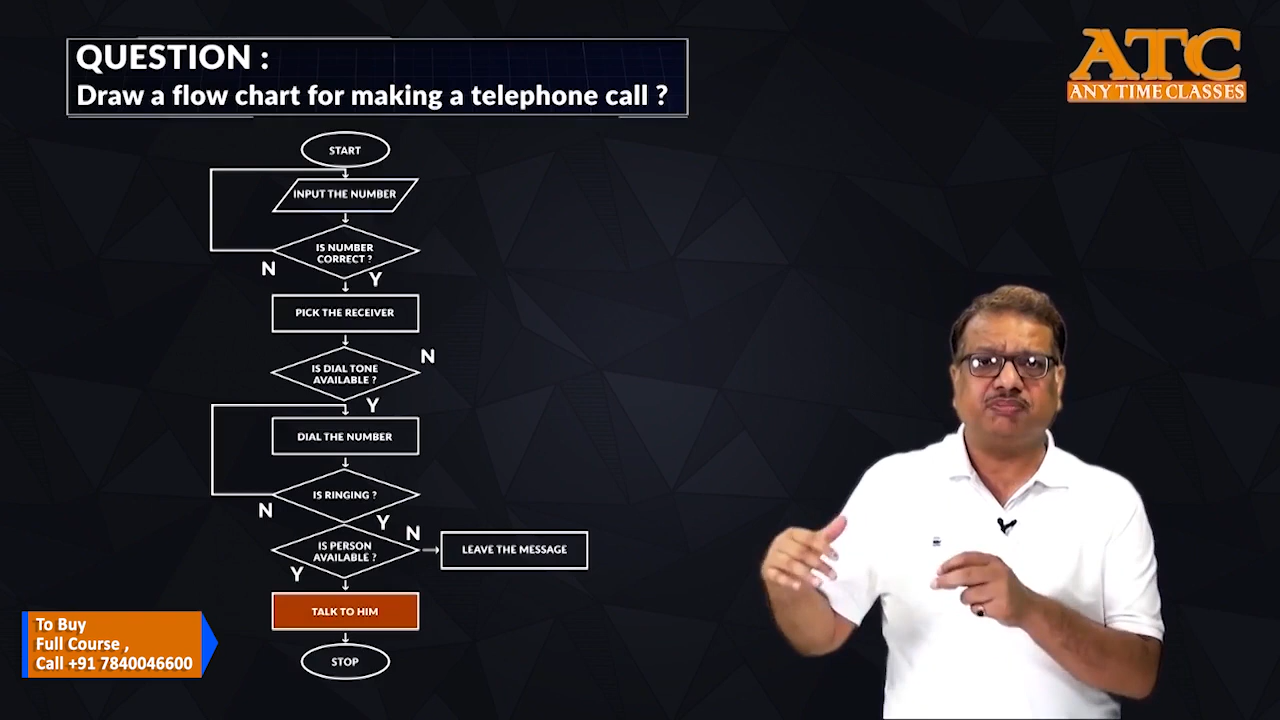 QUESTION :
Draw a flow chart for making a telephone call ?
ATC
ANY TIME CLASSES
START
INPUT THE NUMBER
IS NUMBER
CORRECT ?
N
Y
PICK THE RECEIVER
IS DIAL TONE
AVAILABLE ?
N
Y
DIAL THE NUMBER
IS RINGING ?
N
Y
IS PERSON
AVAILABLE ?
N
LEAVE THE MESSAGE
Y
TALK TO HIM
STOP
To Buy
Full Course ,
Call +91 7840046600